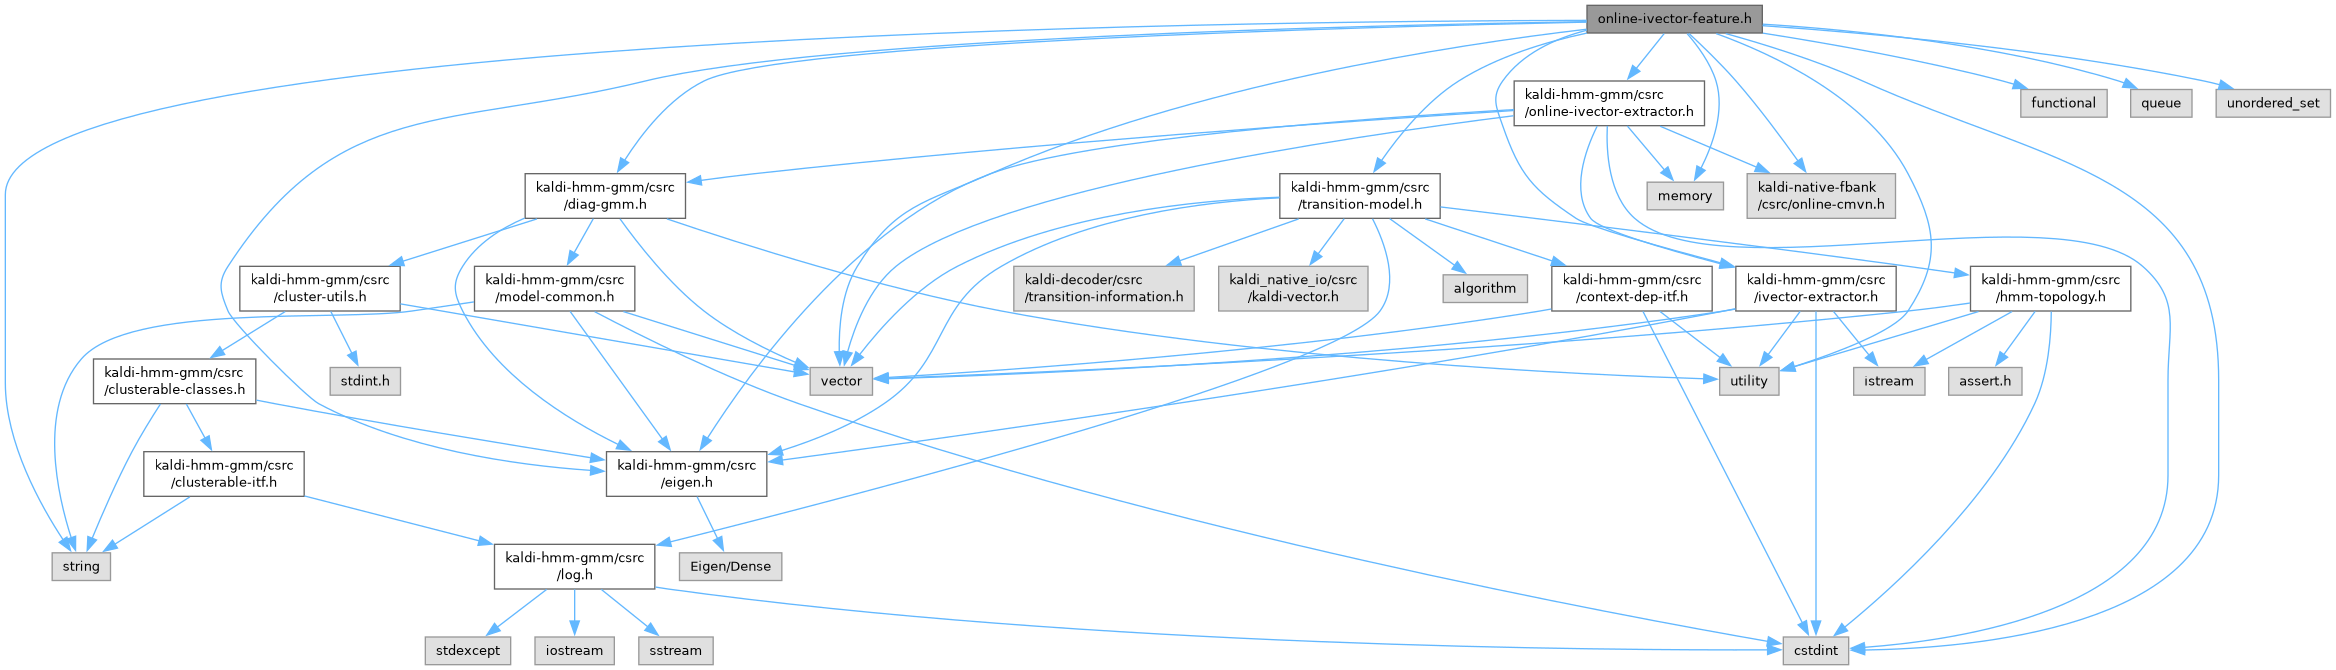 online-ivector-feature.h
kaldi-hmm-gmm/csrc
/online-ivector-extractor.h
functional
queue
unordered_set
kaldi-hmm-gmm/csrc
/diag-gmm.h
kaldi-hmm-gmm/csrc
/transition-model.h
memory
kaldi-native-fbank
/csrc/online-cmvn.h
kaldi-hmm-gmm/csrc
/cluster-utils.h
kaldi-hmm-gmm/csrc
/model-common.h
kaldi-decoder/csrc
/transition-information.h
kaldi_native_io/csrc
/kaldi-vector.h
algorithm
kaldi-hmm-gmm/csrc
/context-dep-itf.h
kaldi-hmm-gmm/csrc
/ivector-extractor.h
kaldi-hmm-gmm/csrc
/hmm-topology.h
kaldi-hmm-gmm/csrc
/clusterable-classes.h
stdint.h
vector
utility
istream
assert.h
kaldi-hmm-gmm/csrc
/clusterable-itf.h
kaldi-hmm-gmm/csrc
/eigen.h
string
kaldi-hmm-gmm/csrc
/log.h
Eigen/Dense
stdexcept
iostream
sstream
cstdint